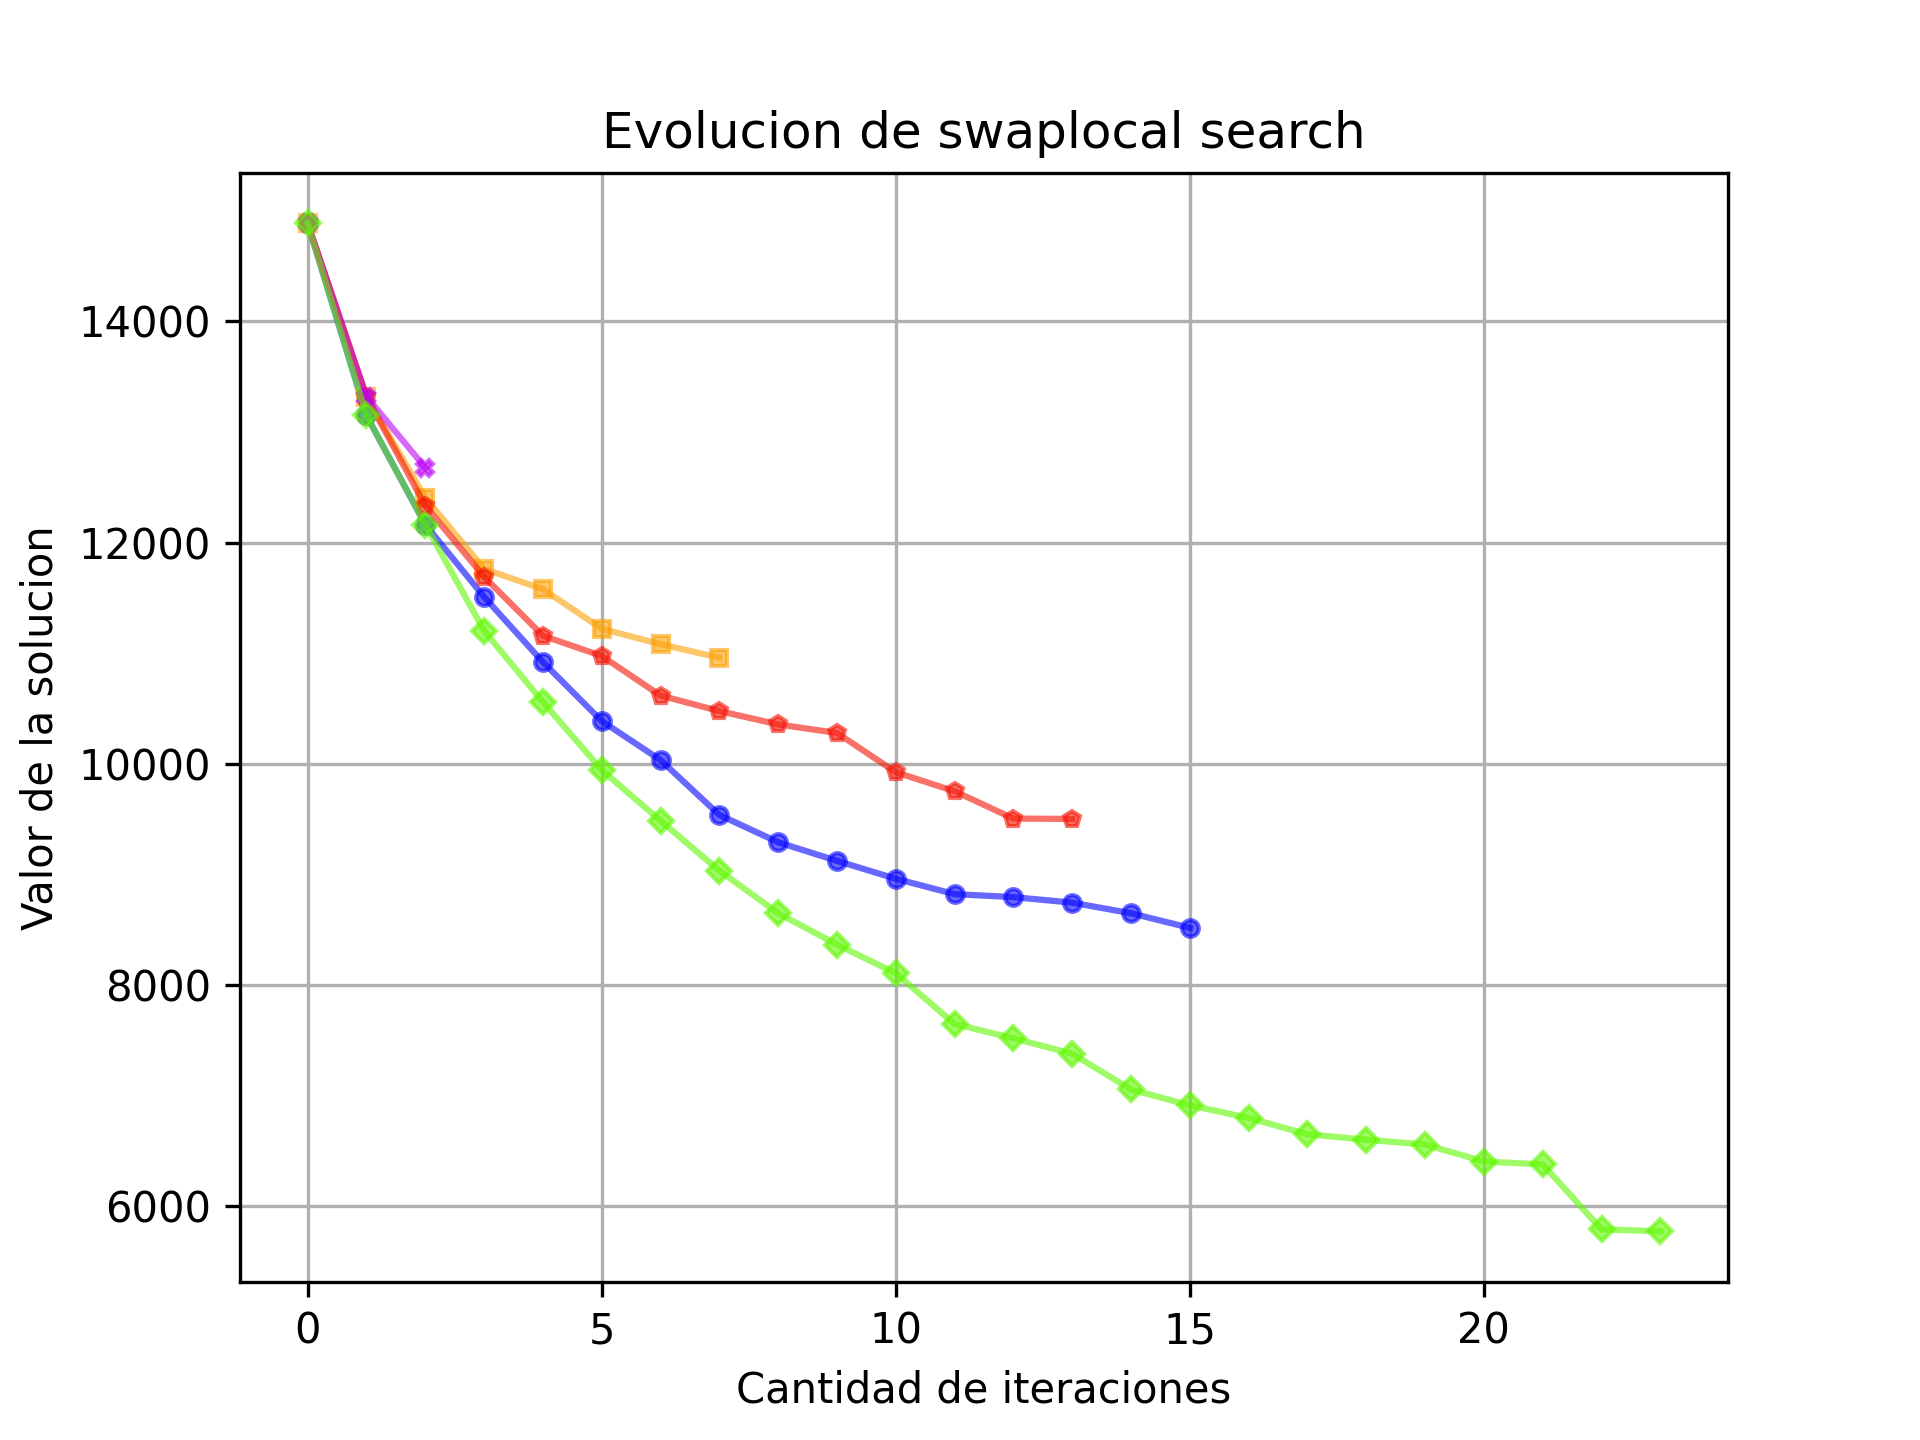 Evolucion de swaplocal search
Valor de la solucion
14000
12000
10000
8000
6000
0 5 10 15 20
Cantidad de iteraciones